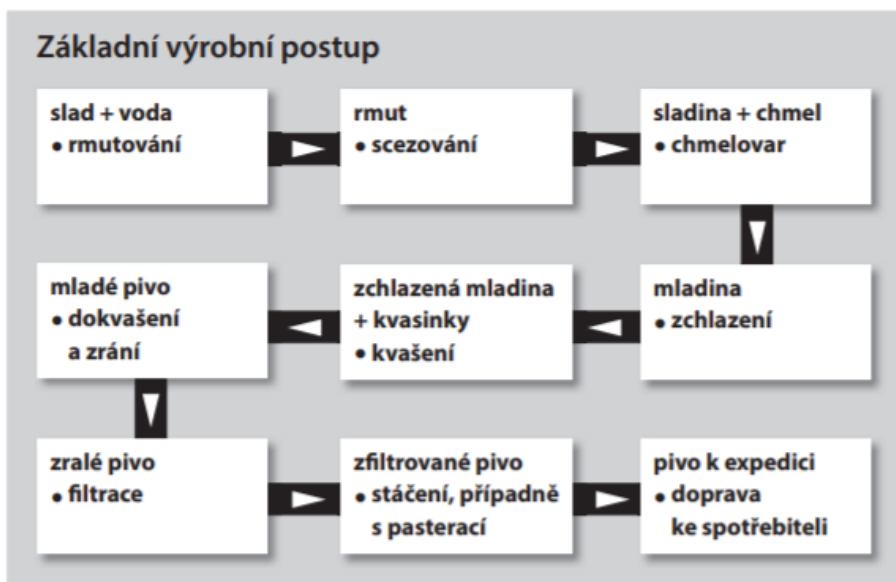 Základní výrobní postup
slad + voda
• rmutování
rmut
• scezování
sladina + chmel
• chmelovar
mladina
• zchlazení
zchlazená mladina
+ kvasinky
• kvašení
mladé pivo
• dokvašení
a zrání
zralé pivo
• filtrace
zfiltrované pivo
• stáčení, případně
s pasterací
pivo k expedici
• doprava
ke spotřebiteli